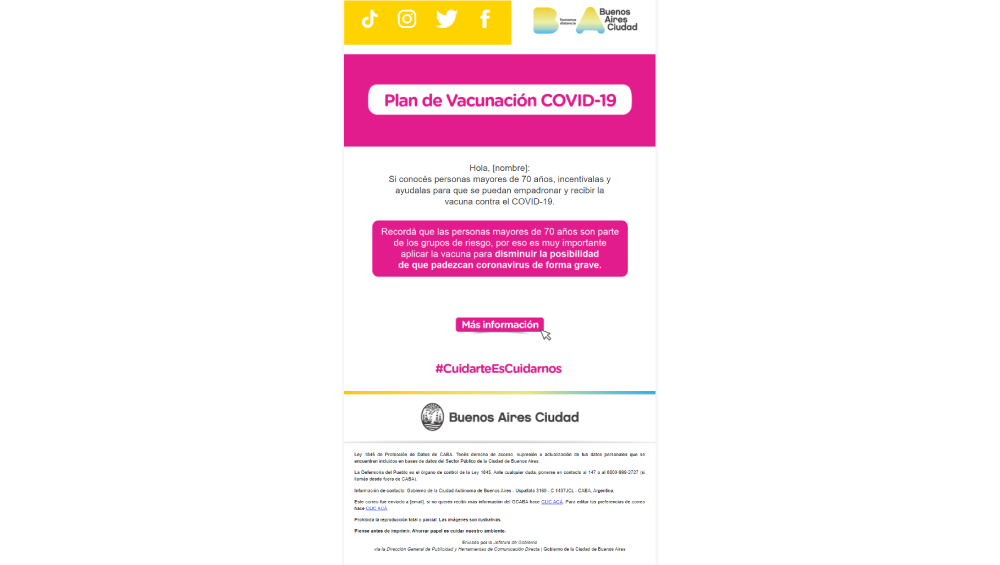 BA
Buenos
Aires
Ciudad
Plan de Vacunación COVID-19
Hola, [nombre]:
Si conocés personas mayores de 70 años, incentivalas y
ayudalas para que se puedan empadronar y recibir la
vacuna contra el COVID-19.
Recordá que las personas mayores de 70 años son parte
de los grupos de riesgo, por eso es muy importante
aplicar la vacuna para disminuir la posibilidad
de que padezcan coronavirus de forma grave.
Más información
#CuidarteEsCuidarnos
Buenos Aires Ciudad
Ley 1845 de Protección de Datos de CABA. Tenés derecho de acceso, supresión o actualización de tus datos personales que se
encuentren incluidos en bases de datos del Sector Público de la Ciudad de Buenos Aires.
La Defensoría del Pueblo es el órgano de control de la Ley 1845. Ante cualquier duda, ponerse en contacto al 147 o al 0800-999-2727 (si
llamás desde fuera de CABA).
Información de contacto: Gobierno de la Ciudad Autónoma de Buenos Aires - Uspallata 3160 - C 1437JCL - CABA, Argentina.
Este correo fue enviado a [email], si no querés recibir más información del GCABA hacé CLIC ACÁ. Para editar tus preferencias de correo
hacé CLIC ACÁ.
Prohibida la reproducción total o parcial. Las imágenes son ilustrativas.
Piense antes de imprimir. Ahorrar papel es cuidar nuestro ambiente.
Enviado por la Jefatura de Gobierno
vía la Dirección General de Publicidad y Herramientas de Comunicación Directa | Gobierno de la Ciudad de Buenos Aires